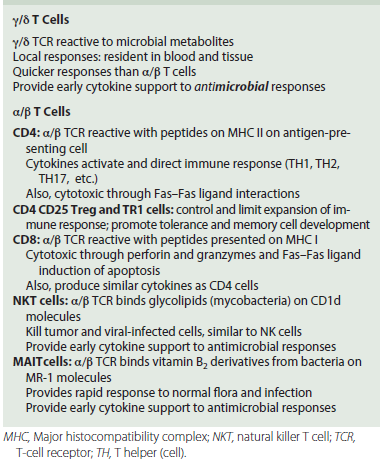 γ/δ T Cells
γ/δ TCR reactive to microbial metabolites
Local responses: resident in blood and tissue
Quicker responses than α/β T cells
Provide early cytokine support to antimicrobial responses
α/β T Cells
CD4: α/β TCR reactive with peptides on MHC II on antigen-pre-
senting cell
Cytokines activate and direct immune response (TH1, TH2,
TH17, etc.)
Also, cytotoxic through Fas–Fas ligand interactions
CD4 CD25 Treg and TR1 cells: control and limit expansion of im-
mune response; promote tolerance and memory cell development
CD8: α/β TCR reactive with peptides presented on MHC I
Cytotoxic through perforin and granzymes and Fas–Fas ligand
induction of apoptosis
Also, produce similar cytokines as CD4 cells
NKT cells: α/β TCR binds glycolipids (mycobacteria) on CD1d
molecules
Kill tumor and viral-infected cells, similar to NK cells
Provide early cytokine support to antimicrobial responses
MAITcells: α/β TCR binds vitamin B₂ derivatives from bacteria on
MR-1 molecules
Provides rapid response to normal flora and infection
Provide early cytokine support to antimicrobial responses
MHC, Major histocompatibility complex; NKT, natural killer T cell; TCR,
T-cell receptor; TH, T helper (cell).